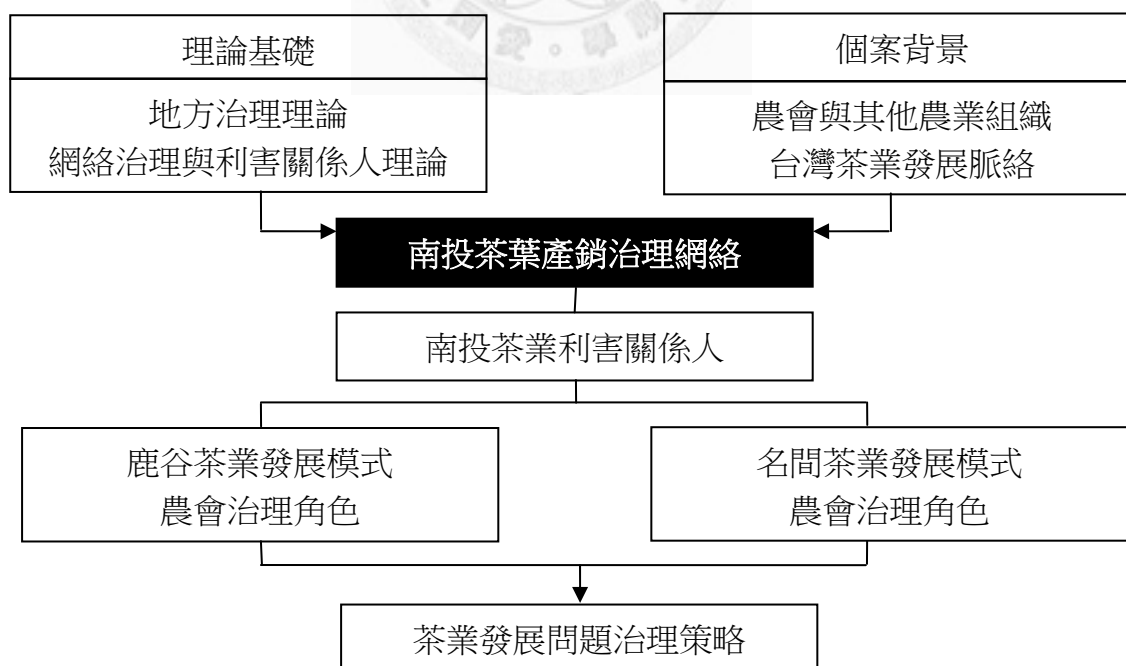 理論基礎
地方治理理論
網絡治理與利害關係人理論
個案背景
農會與其他農業組織
台灣茶業發展脈絡
南投茶葉產銷治理網絡
南投茶業利害關係人
鹿谷茶業發展模式
農會治理角色
名間茶業發展模式
農會治理角色
茶業發展問題治理策略